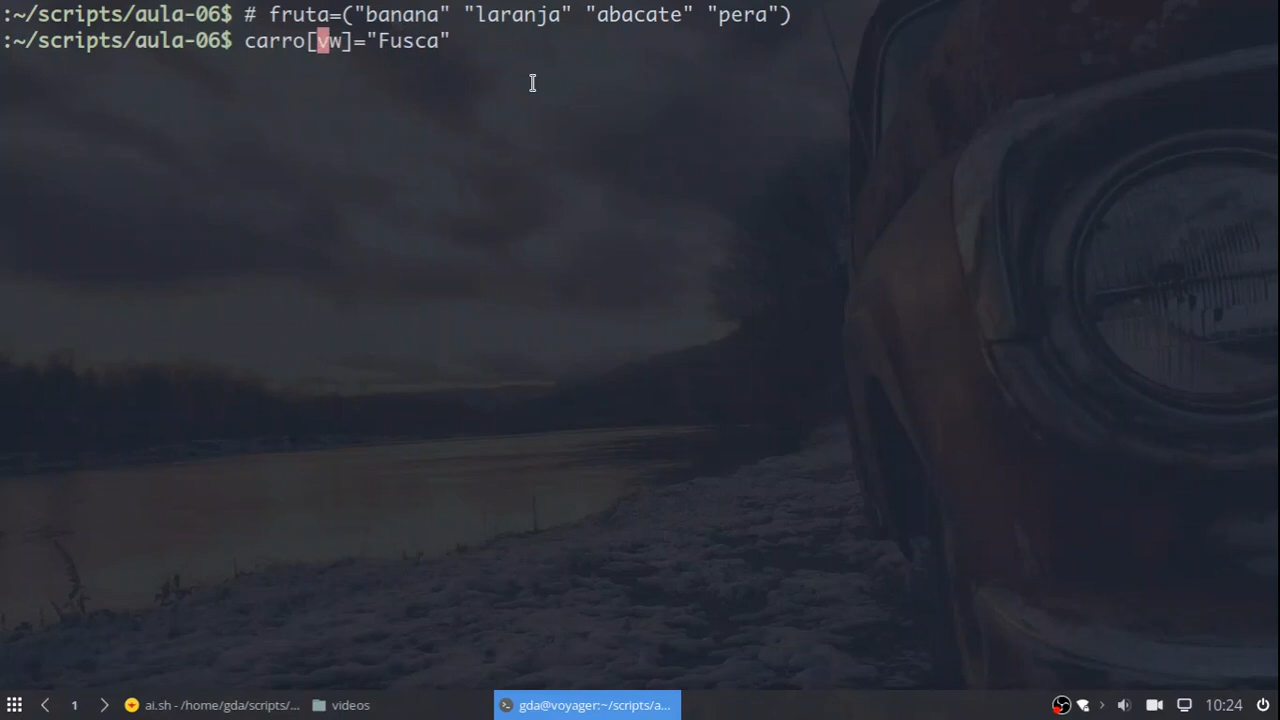 :~/scripts/aula-06$ # fruta=("banana" "laranja" "abacate" "pera")
:~/scripts/aula-06$ carro[vw]="Fusca"
1
ai.sh - /home/gda/scripts/...
videos
gda@voyager:~/scripts/a...
10:24